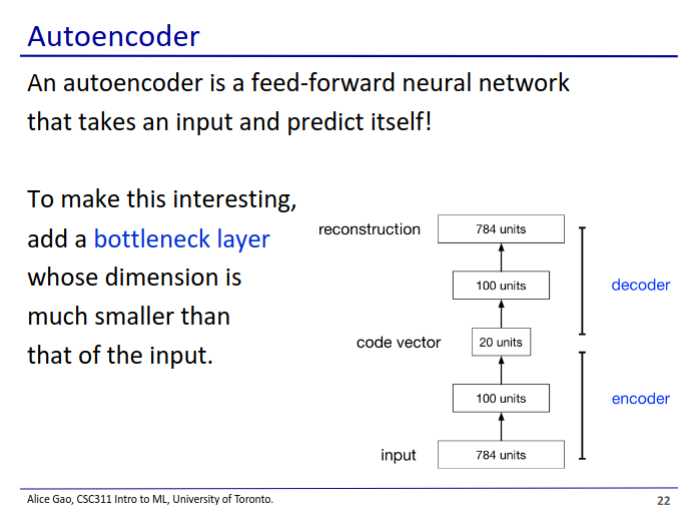 Autoencoder
An autoencoder is a feed-forward neural network
that takes an input and predict itself!
To make this interesting,
add a bottleneck layer
whose dimension is
much smaller than
that of the input.
reconstruction
784 units
100 units
decoder
code vector
20 units
100 units
encoder
input
784 units
Alice Gao, CSC311 Intro to ML, University of Toronto.
22